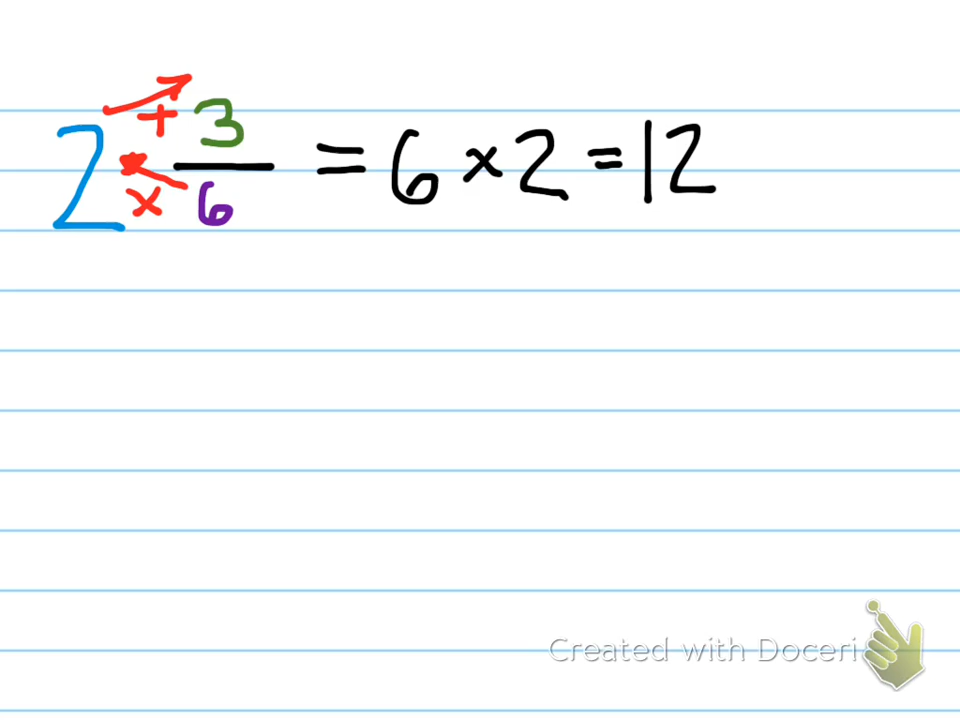 2 + 3/6 x = 6 × 2 = 12
Created with Doceri